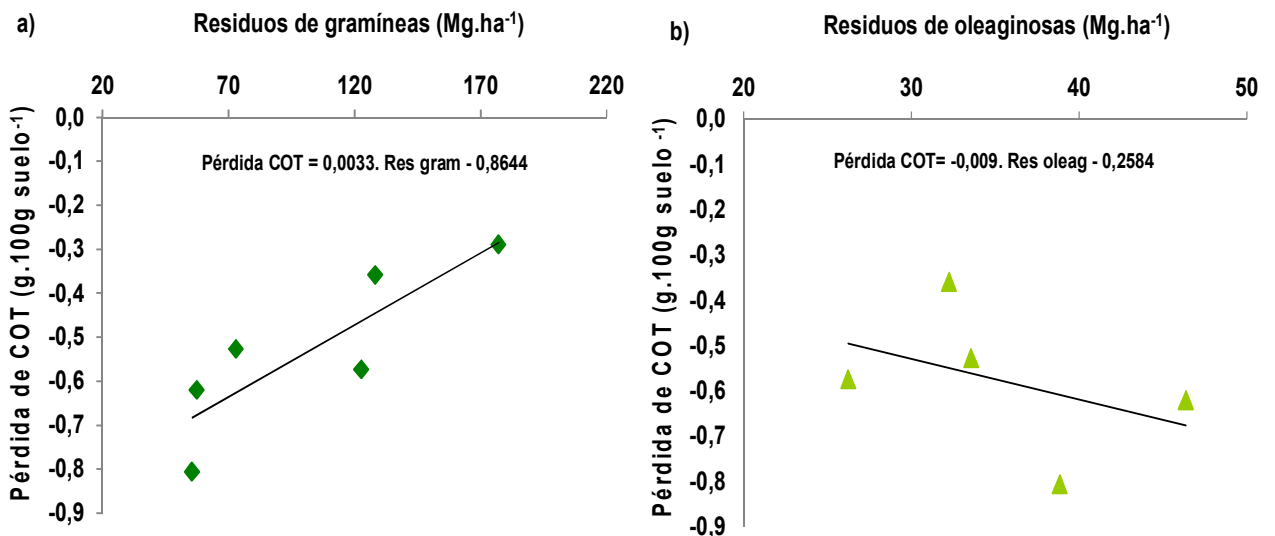 a)
Residuos de gramíneas (Mg.ha-1)
20 70 120 170 220
0,0
-0,1
-0,2
-0,3
-0,4
-0,5
-0,6
-0,7
-0,8
-0,9
Pérdida de COT (g.100g suelo-1)
Pérdida COT = 0,0033. Res gram - 0,8644
b)
Residuos de oleaginosas (Mg.ha-1)
20 30 40 50
0,0
-0,1
-0,2
-0,3
-0,4
-0,5
-0,6
-0,7
-0,8
-0,9
Pérdida de COT (g.100g suelo -1)
Pérdida COT= -0,009. Res oleag - 0,2584